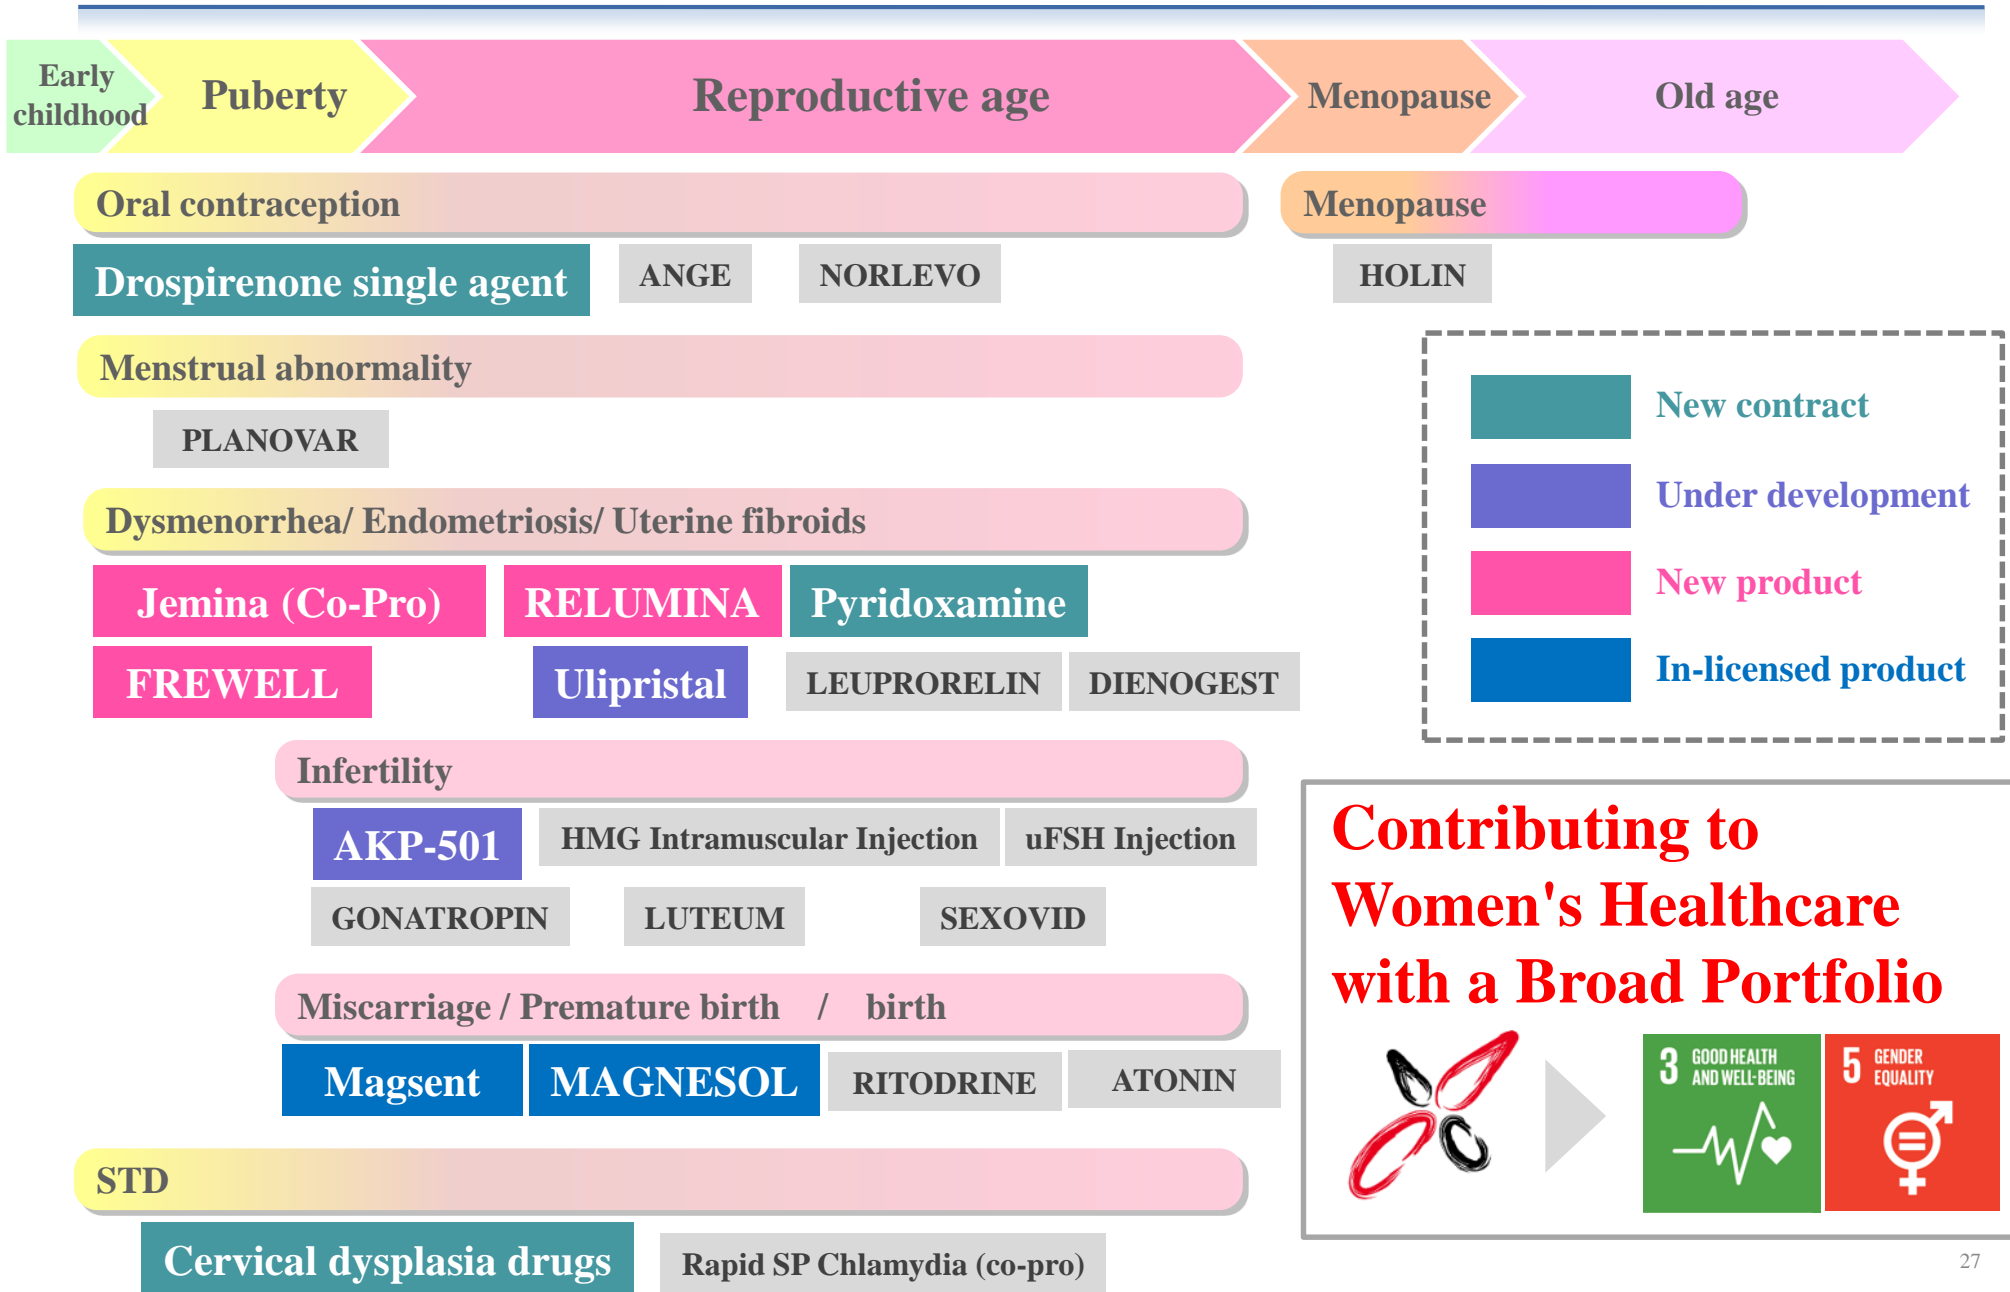 Early
childhood
Puberty
Reproductive age
Menopause
Old age
Oral contraception
Menopause
Drospirenone single agent
ANGE
NORLEVO
HOLIN
Menstrual abnormality
PLANOVAR
New contract
Under development
New product
In-licensed product
Dysmenorrhea/ Endometriosis/ Uterine fibroids
Jemina (Co-Pro)
RELUMINA
Pyridoxamine
FREWELL
Ulipristal
LEUPRORELIN
DIENOGEST
Infertility
AKP-501
HMG Intramuscular Injection
uFSH Injection
GONATROPIN
LUTEUM
SEXOVID
Miscarriage / Premature birth / birth
Magsent
MAGNESOL
RITODRINE
ATONIN
STD
Cervical dysplasia drugs
Rapid SP Chlamydia (co-pro)
Contributing to
Women's Healthcare
with a Broad Portfolio
3 GOOD HEALTH
AND WELL-BEING
5 GENDER
EQUALITY
27